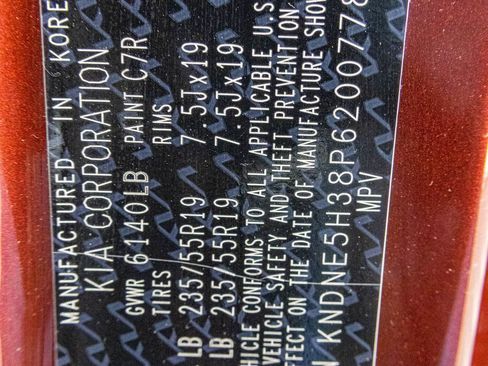 MANUFACTURED IN KORE
KIA CORPORATION
GVWR 6140LB PAINT C7R
TIRES RIMS
LB 235/55R19 7.5Jx19
LB 235/55R19 7.5Jx19
HICLE CONFORMS TO ALL APPLICABLE U.S
VEHICLE SAFETY AND THEFT PREVENTION
EFFECT ON THE DATE OF MANUFACTURE SHOW
N KNDNE5H38P6200778
MPV